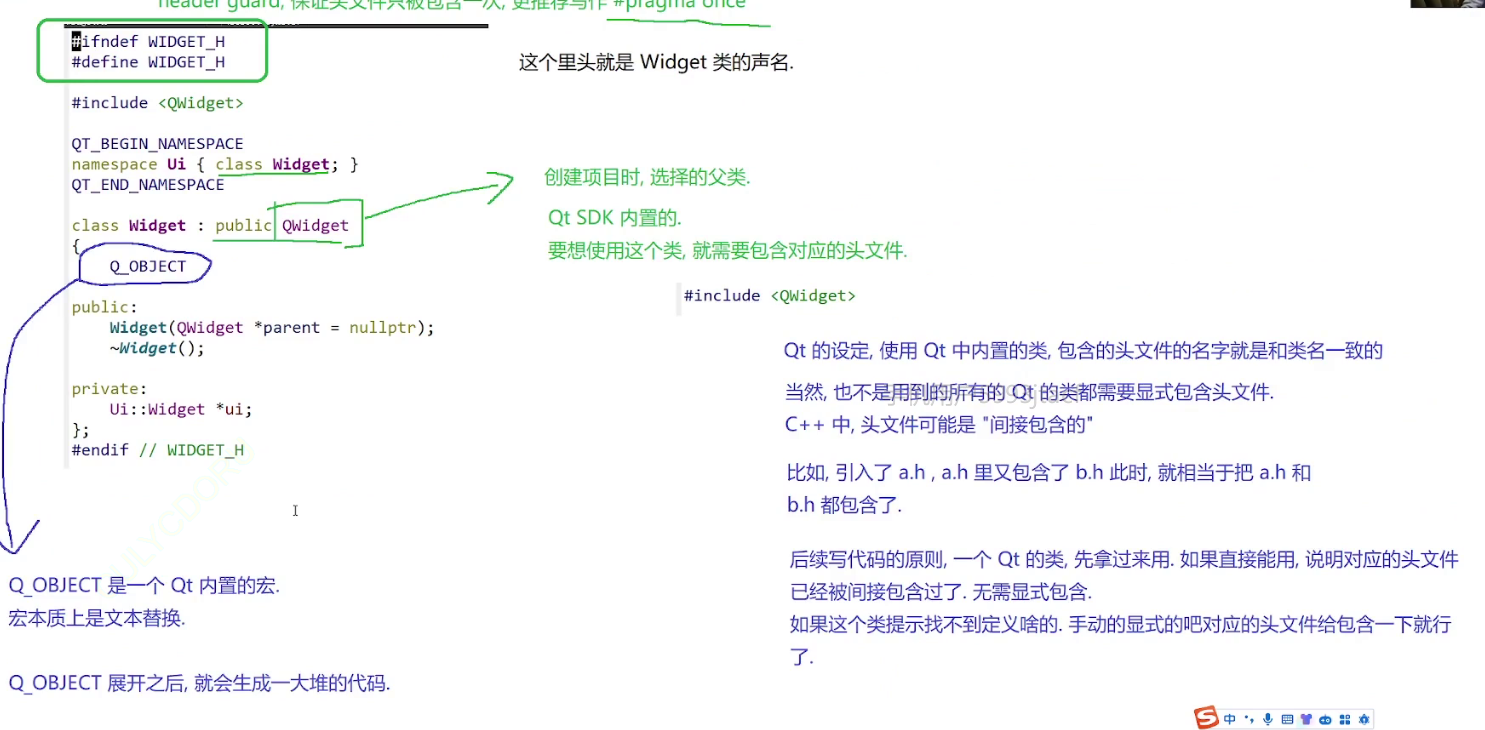 header guard, 保证头文件只被包含一次, 更推荐写作 #pragma once
#ifndef WIDGET_H
#define WIDGET_H
这个里头就是 Widget 类的声名.
#include <QWidget>
QT_BEGIN_NAMESPACE
namespace Ui { class Widget; }
QT_END_NAMESPACE
创建项目时, 选择的父类.
Qt SDK 内置的.
要想使用这个类, 就需要包含对应的头文件.
class Widget : public QWidget
{
Q_OBJECT
public:
Widget(QWidget *parent = nullptr);
~Widget();
private:
Ui::Widget *ui;
};
#endif // WIDGET_H
#include <QWidget>
Qt 的设定, 使用 Qt 中内置的类, 包含的头文件的名字就是和类名一致的
当然, 也不是用到的所有的 Qt 的类都需要显式包含头文件.
C++ 中, 头文件可能是 "间接包含的"
比如, 引入了 a.h , a.h 里又包含了 b.h 此时, 就相当于把 a.h 和
b.h 都包含了.
后续写代码的原则, 一个 Qt 的类, 先拿过来用. 如果直接能用, 说明对应的头文件
已经被间接包含过了. 无需显式包含.
如果这个类提示找不到定义啥的. 手动的显式的吧对应的头文件给包含一下就行
了.
Q_OBJECT 是一个 Qt 内置的宏.
宏本质上是文本替换.
Q_OBJECT 展开之后, 就会生成一大堆的代码.
中